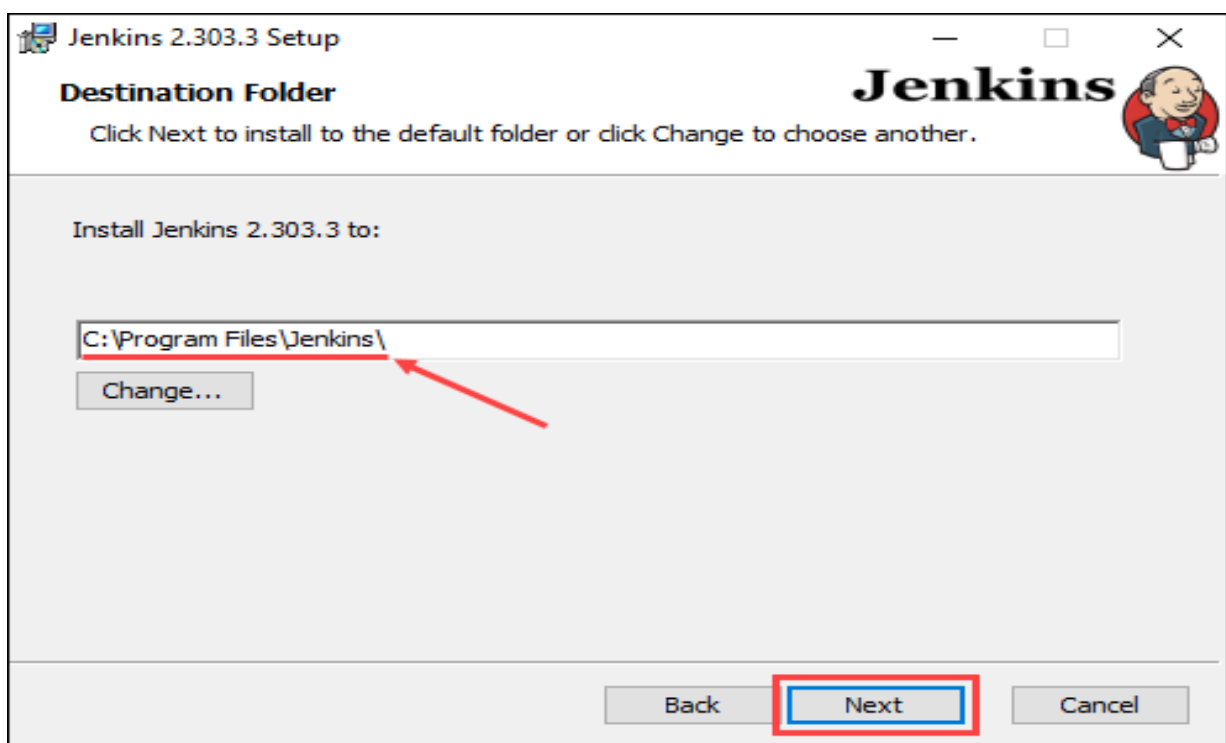 Jenkins 2.303.3 Setup
Destination Folder
Jenkins
Click Next to install to the default folder or click Change to choose another.
Install Jenkins 2.303.3 to:
C:\Program Files\Jenkins\
Change...
Back
Next
Cancel